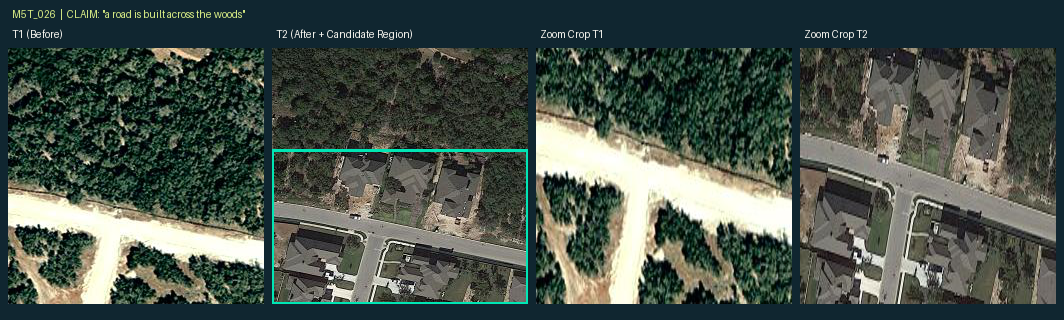 M5T_026 | CLAIM: "a road is built across the woods"
T1 (Before)
T2 (After + Candidate Region)
Zoom Crop T1
Zoom Crop T2